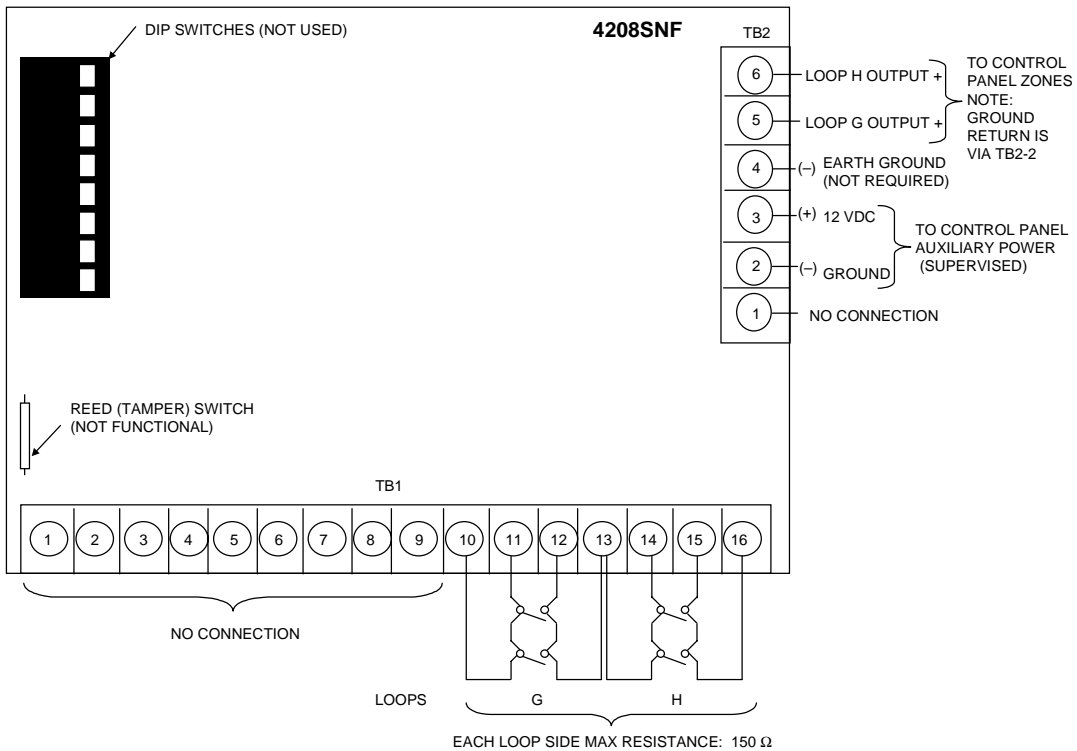 DIP SWITCHES (NOT USED)
4208SNF
TB2
6
LOOP H OUTPUT +
5
LOOP G OUTPUT +
TO CONTROL
PANEL ZONES
NOTE:
GROUND
RETURN IS
VIA TB2-2
4
(–) EARTH GROUND
(NOT REQUIRED)
3
(+) 12 VDC
2
(–) GROUND
TO CONTROL PANEL
AUXILIARY POWER
(SUPERVISED)
1
NO CONNECTION
REED (TAMPER) SWITCH
(NOT FUNCTIONAL)
TB1
1 2 3 4 5 6 7 8 9 10 11 12 13 14 15 16
NO CONNECTION
LOOPS G H
EACH LOOP SIDE MAX RESISTANCE: 150 Ω